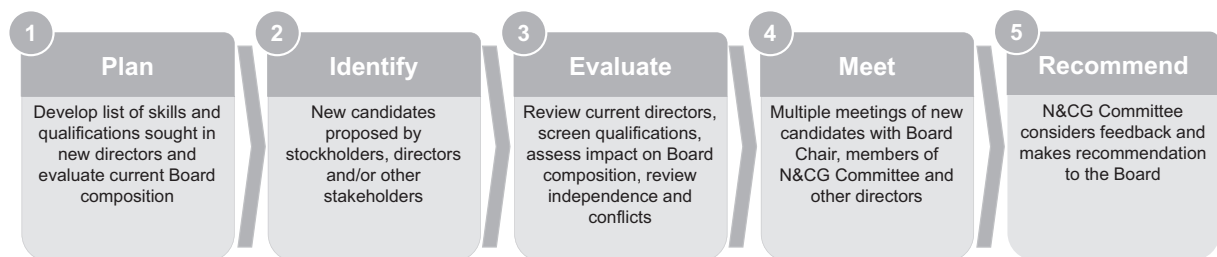 1
Plan
Develop list of skills and
qualifications sought in
new directors and
evaluate current Board
composition
2
Identify
New candidates
proposed by
stockholders, directors
and/or other
stakeholders
3
Evaluate
Review current directors,
screen qualifications,
assess impact on Board
composition, review
independence and
conflicts
4
Meet
Multiple meetings of new
candidates with Board
Chair, members of
N&CG Committee and
other directors
5
Recommend
N&CG Committee
considers feedback and
makes recommendation
to the Board